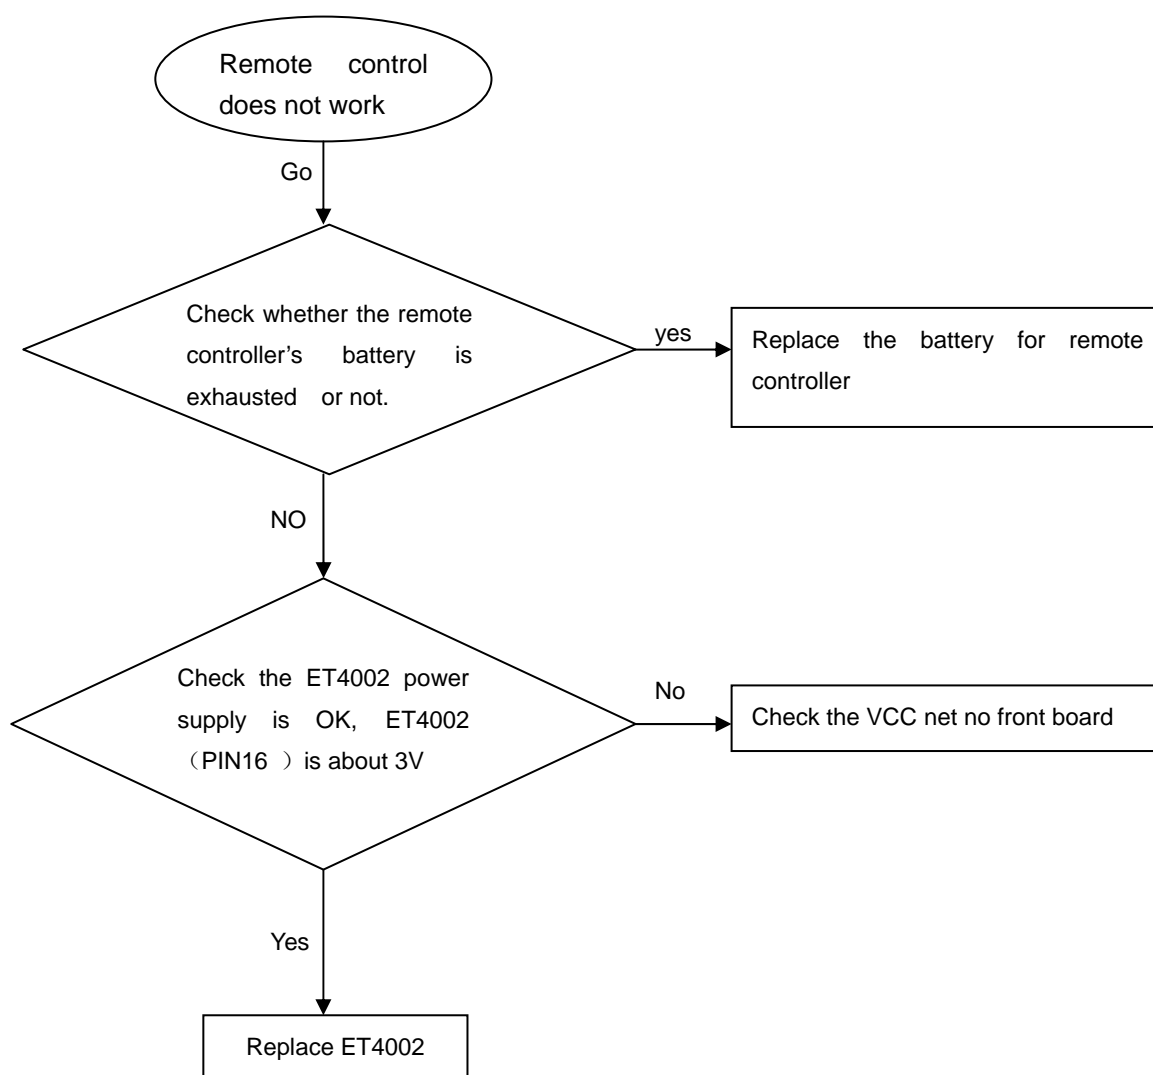 Remote control
does not work
Go
Check whether the remote
controller’s battery is
exhausted or not.
yes
Replace the battery for remote
controller
NO
Check the ET4002 power
supply is OK, ET4002
（PIN16 ）is about 3V
No
Check the VCC net no front board
Yes
Replace ET4002